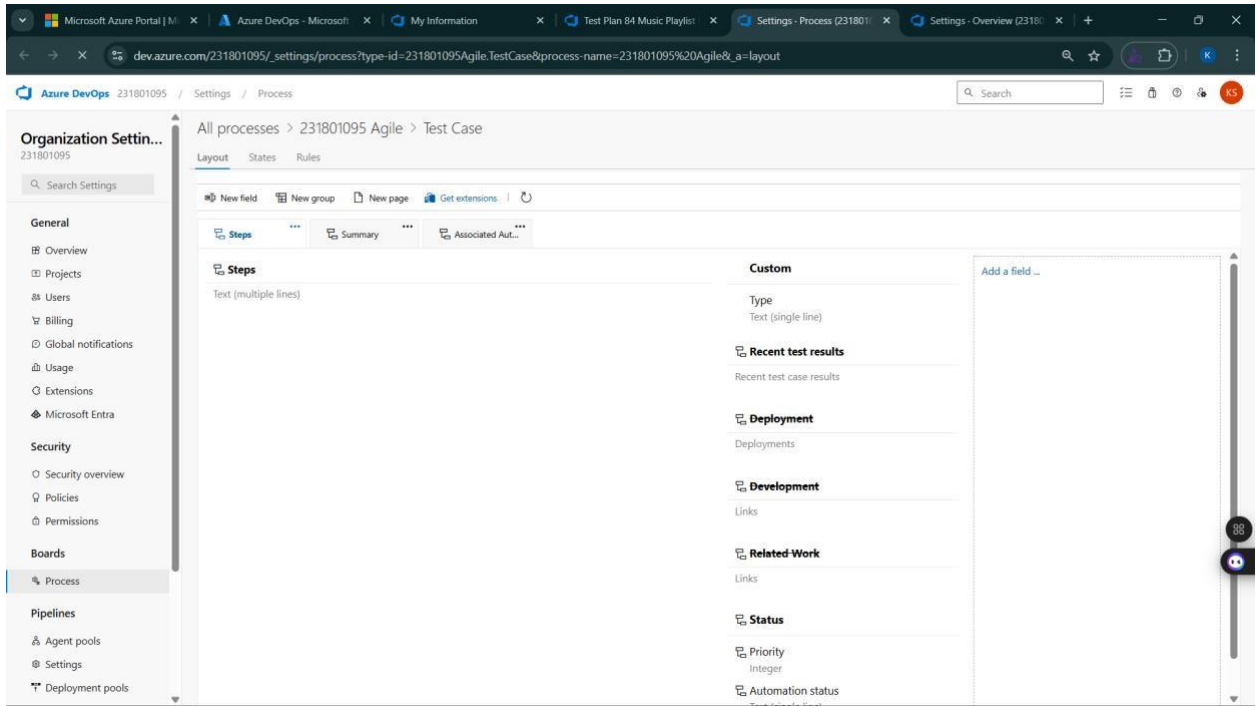 Microsoft Azure Portal | M
Azure DevOps - Microsoft
My Information
Test Plan 84 Music Playlist
Settings - Process (231801
Settings - Overview (23180
dev.azure.com/231801095/_settings/process?type-id=231801095Agile.TestCase&process-name=231801095%20Agile&_a=layout
K
Azure DevOps 231801095 / Settings / Process
Search
KS
Organization Settin...
231801095
Search Settings
General
Overview
Projects
Users
Billing
Global notifications
Usage
Extensions
Microsoft Entra
Security
Security overview
Policies
Permissions
Boards
Process
Pipelines
Agent pools
Settings
Deployment pools
All processes > 231801095 Agile > Test Case
Layout States Rules
New field New group New page Get extensions
Steps ... Summary ... Associated Aut... ...
Steps
Text (multiple lines)
Custom
Type
Text (single line)
Recent test results
Recent test case results
Deployment
Deployments
Development
Links
Related Work
Links
Status
Priority
Integer
Automation status
Add a field ...
88